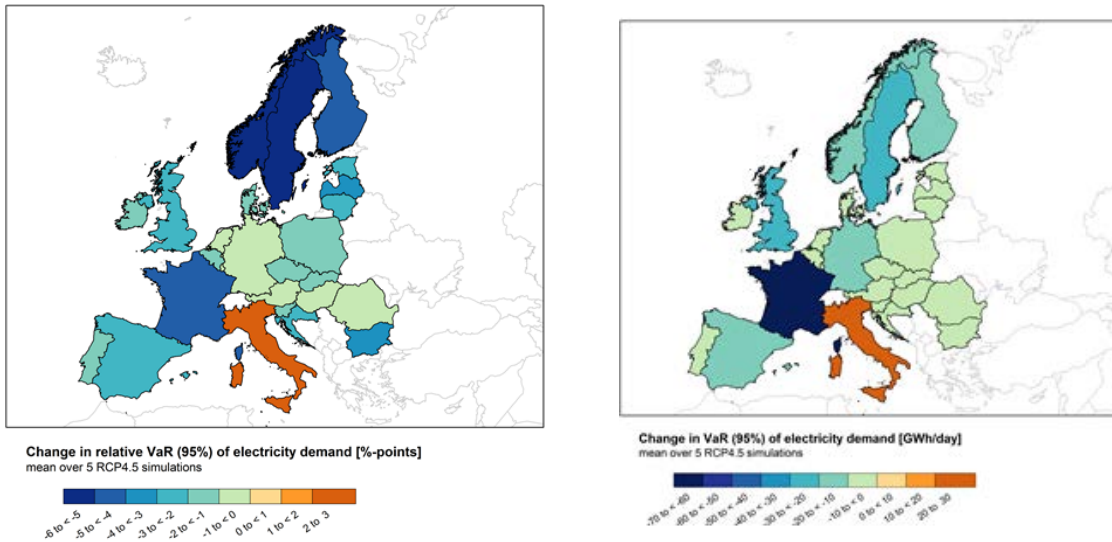 Change in relative VaR (95%) of electricity demand [%-points]
mean over 5 RCP4.5 simulations
-6 to < -5
-5 to < -4
-4 to < -3
-3 to < -2
-2 to < -1
-1 to < 0
0 to < 1
1 to < 2
2 to 3
Change in VaR (95%) of electricity demand [GWh/day]
mean over 5 RCP4.5 simulations
-70 to < -60
-60 to < -50
-50 to < -40
-40 to < -30
-30 to < -20
-20 to < -10
-10 to < 0
0 to < 10
10 to < 20
20 to 30